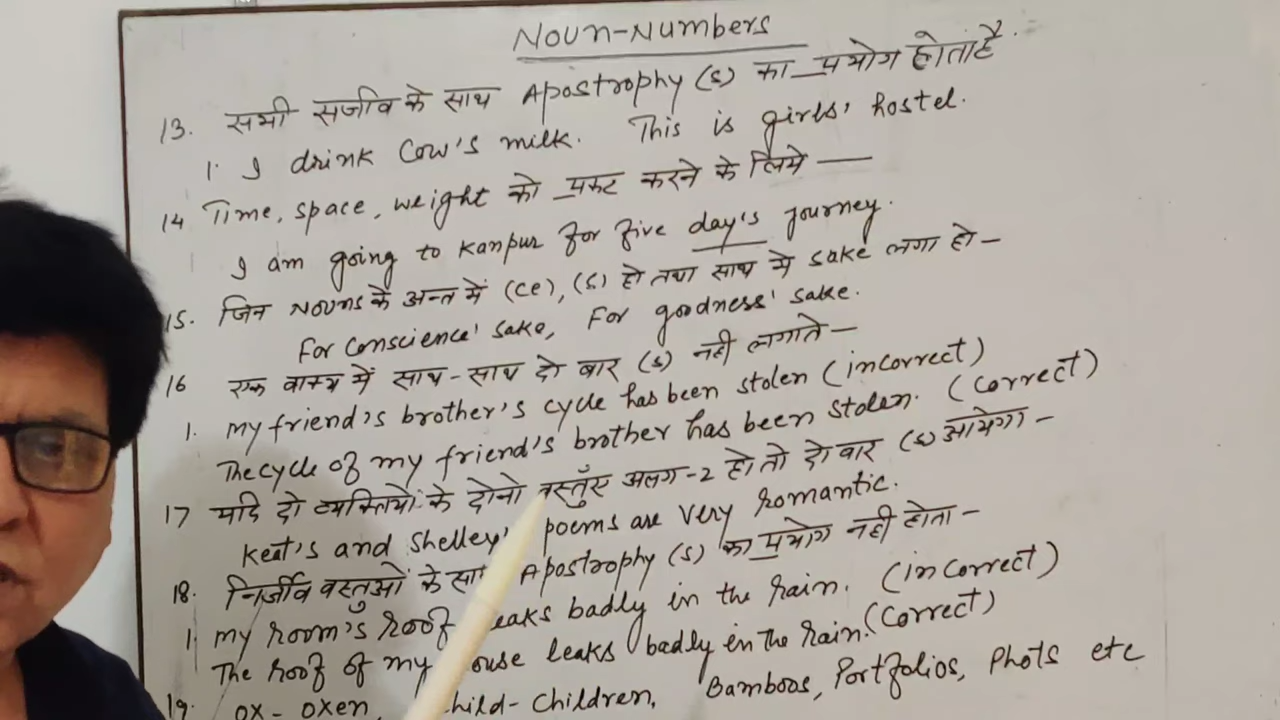 Noun-Numbers
13. सभी सजीव के साथ Apostrophy (s) का प्रयोग होता है.
1. I drink Cow's milk. This is girls' hostel.
14 Time, space, weight को प्रकट करने के लिये —
I am going to Kanpur for five day's journey.
15. जिन Nouns के अन्त में (ce), (s) हो तथा साथ में sake लगा हो -
For conscience' sake, For goodness' sake.
16 एक वाक्य में साथ-साथ दो बार (s) नही लगाते -
1. My friend's brother's cycle has been stolen (incorrect)
The cycle of my friend's brother has been stolen. (Correct)
17 यदि दो व्यक्तियों के दोनो वस्तुँए अलग-2 हो तो दो बार (s) आयेगा -
Keat's and Shelley' poems are very romantic.
18. निर्जीव वस्तुओं के Apostrophy (s) का प्रयोग नही होता -
1. My room's roof eaks badly in the rain. (incorrect)
The roof of my ouse leaks badly in the rain. (Correct)
19. ox - oxen, hild - Children, Bamboos, Portfolios, Phots etc